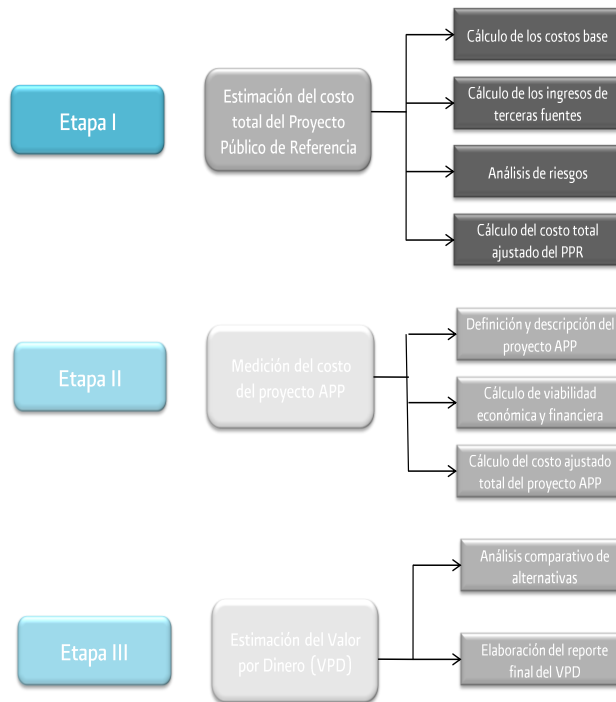 Etapa I
Estimación del costo
total del Proyecto
Público de Referencia
Cálculo de los costos base
Cálculo de los ingresos de
terceras fuentes
Análisis de riesgos
Cálculo del costo total
ajustado del PPR
Etapa II
Medición del costo
del proyecto APP
Definición y descripción del
proyecto APP
Cálculo de viabilidad
económica y financiera
Cálculo del costo ajustado
total del proyecto APP
Etapa III
Estimación del Valor
por Dinero (VPD)
Análisis comparativo de
alternativas
Elaboración del reporte
final del VPD